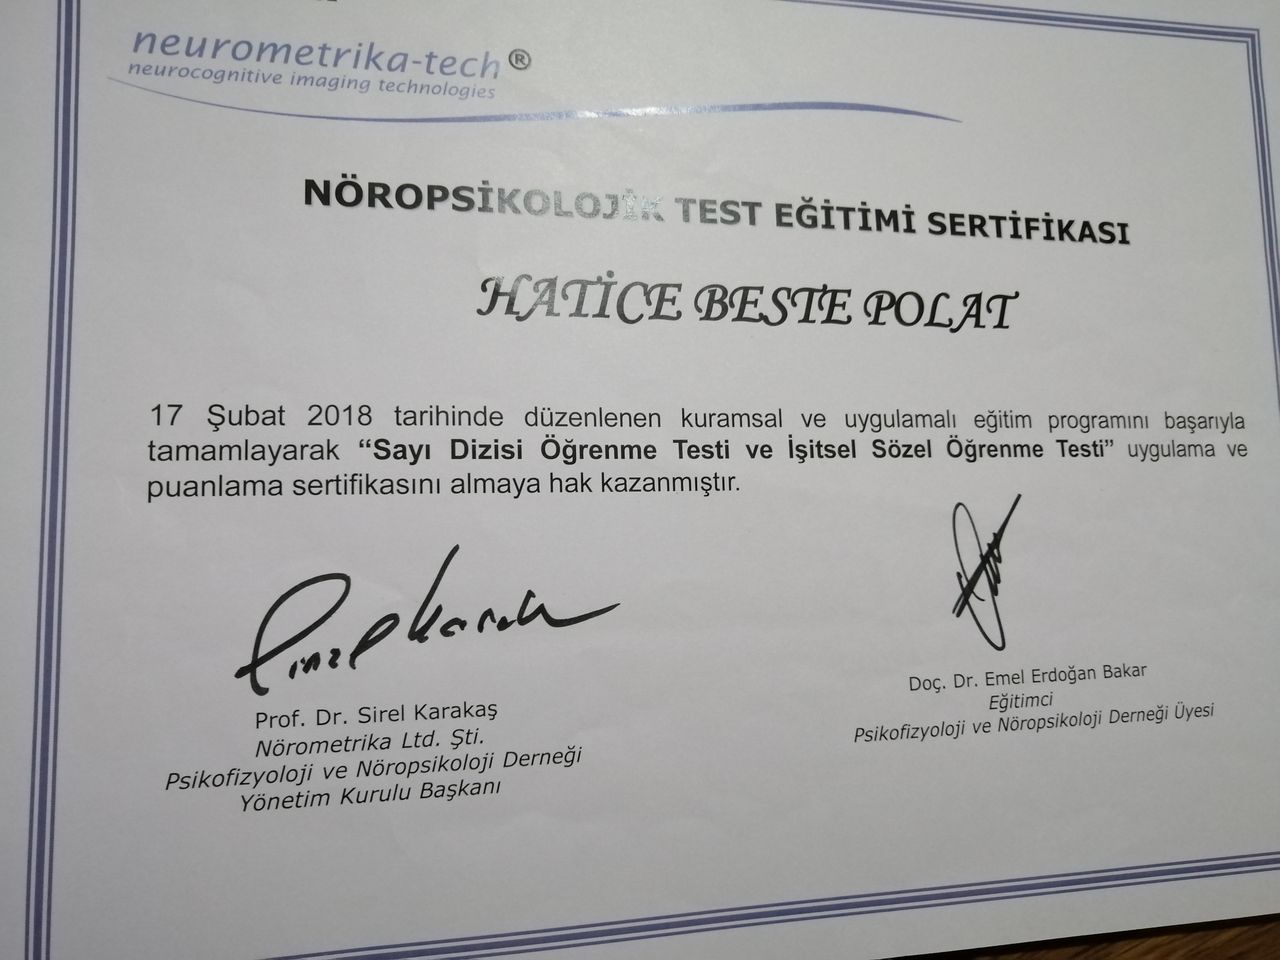 neurometrika-tech®
neurocognitive imaging technologies
NÖROPSİKOLOJİK TEST EĞİTİMİ SERTİFİKASI
HATİCE BESTE POLAT
17 Şubat 2018 tarihinde düzenlenen kuramsal ve uygulamalı eğitim programını başarıyla
tamamlayarak “Sayı Dizisi Öğrenme Testi ve İşitsel Sözel Öğrenme Testi” uygulama ve
puanlama sertifikasını almaya hak kazanmıştır.
Prof. Dr. Sirel Karakaş
Nörometrika Ltd. Şti.
Psikofizyoloji ve Nöropsikoloji Derneği
Yönetim Kurulu Başkanı
Doç. Dr. Emel Erdoğan Bakar
Eğitimci
Psikofizyoloji ve Nöropsikoloji Derneği Üyesi